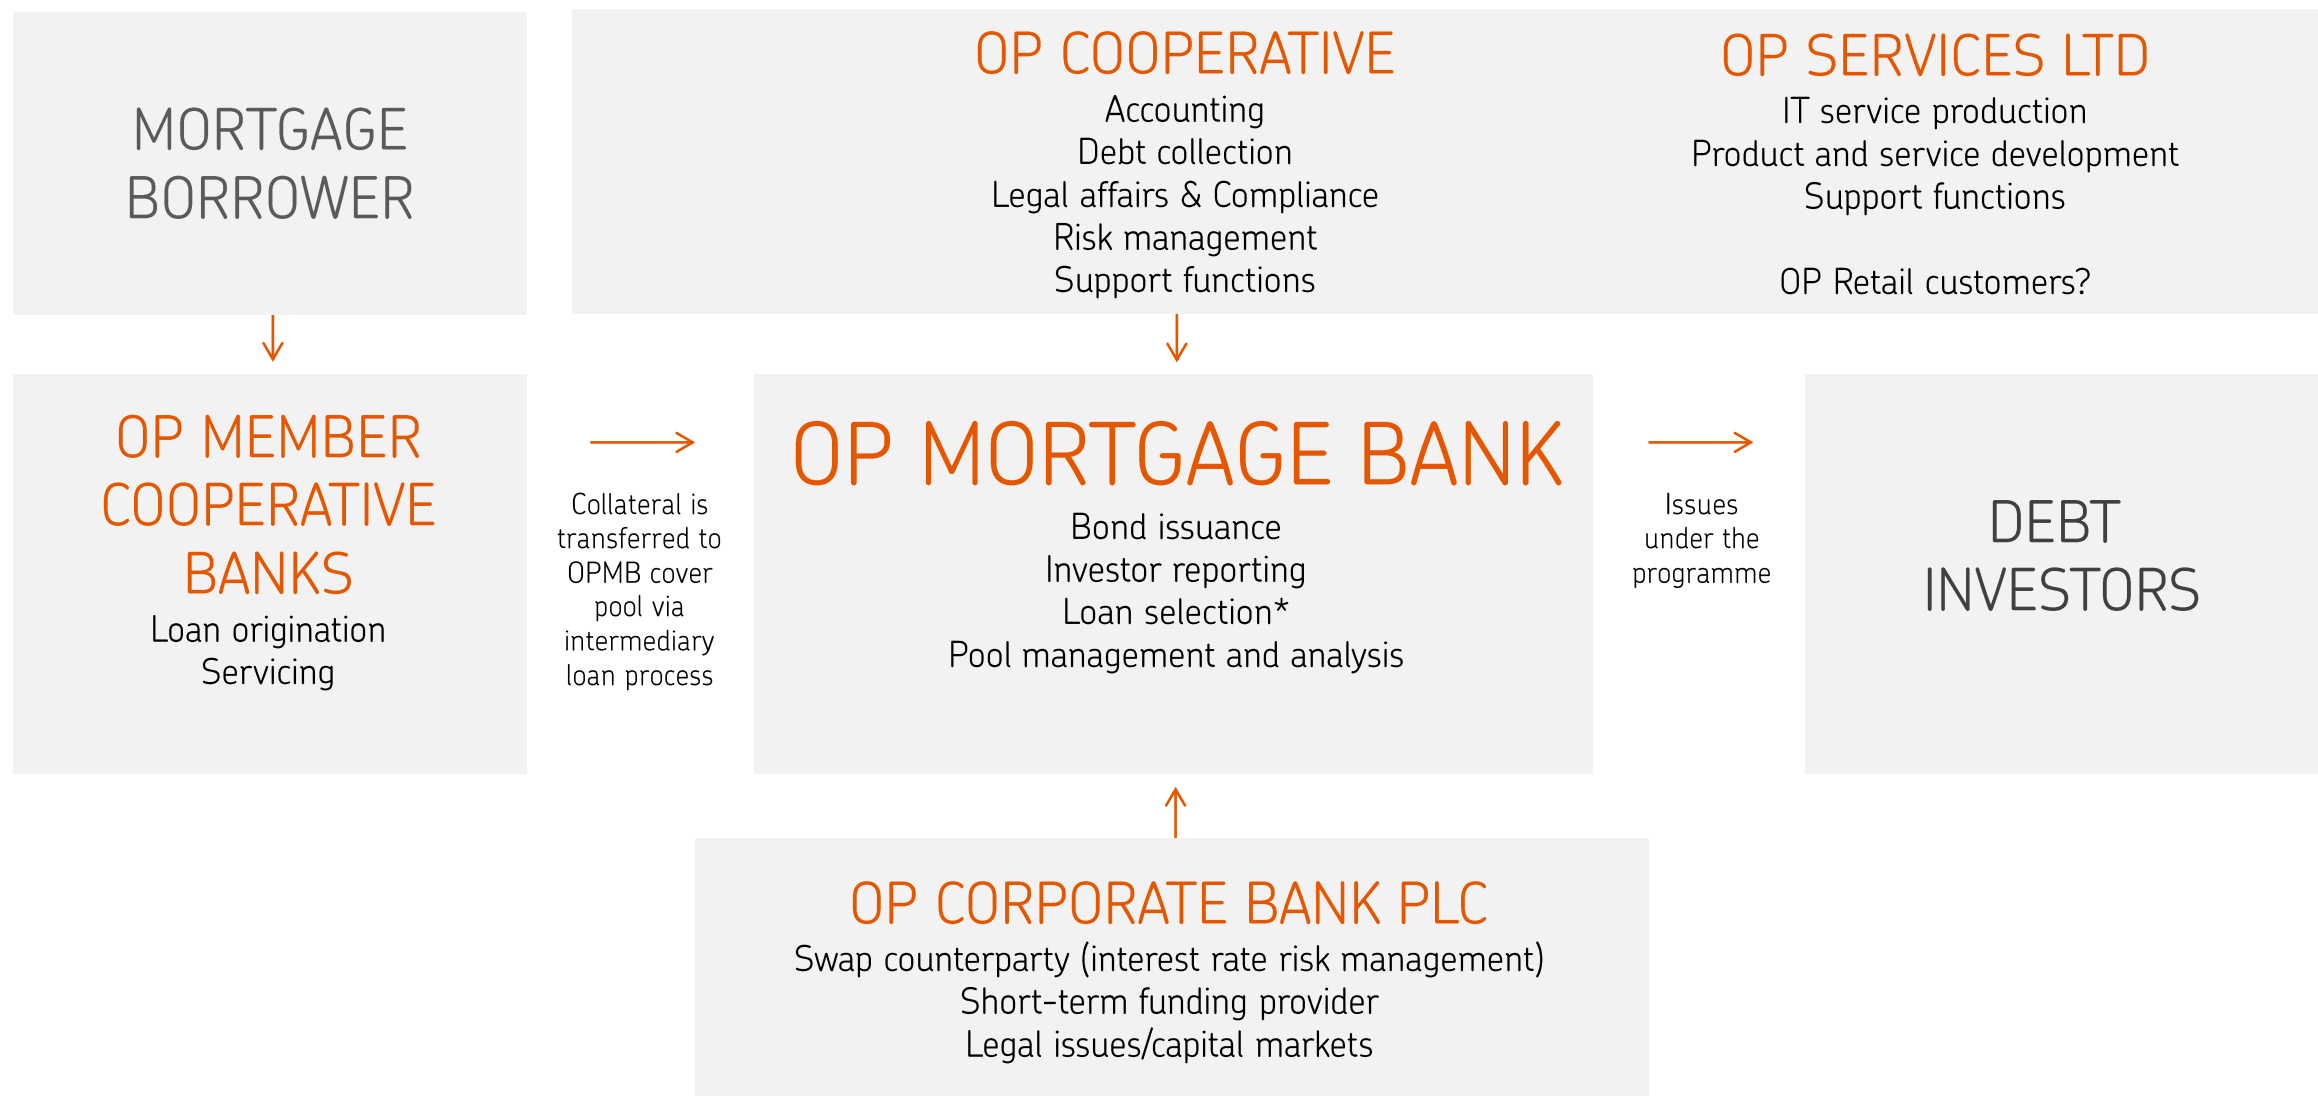 MORTGAGE
BORROWER
OP COOPERATIVE
Accounting
Debt collection
Legal affairs & Compliance
Risk management
Support functions
OP SERVICES LTD
IT service production
Product and service development
Support functions
OP Retail customers?
OP MEMBER
COOPERATIVE
BANKS
Loan origination
Servicing
Collateral is
transferred to
OPMB cover
pool via
intermediary
loan process
OP MORTGAGE BANK
Bond issuance
Investor reporting
Loan selection*
Pool management and analysis
Issues
under the
programme
DEBT
INVESTORS
OP CORPORATE BANK PLC
Swap counterparty (interest rate risk management)
Short-term funding provider
Legal issues/capital markets